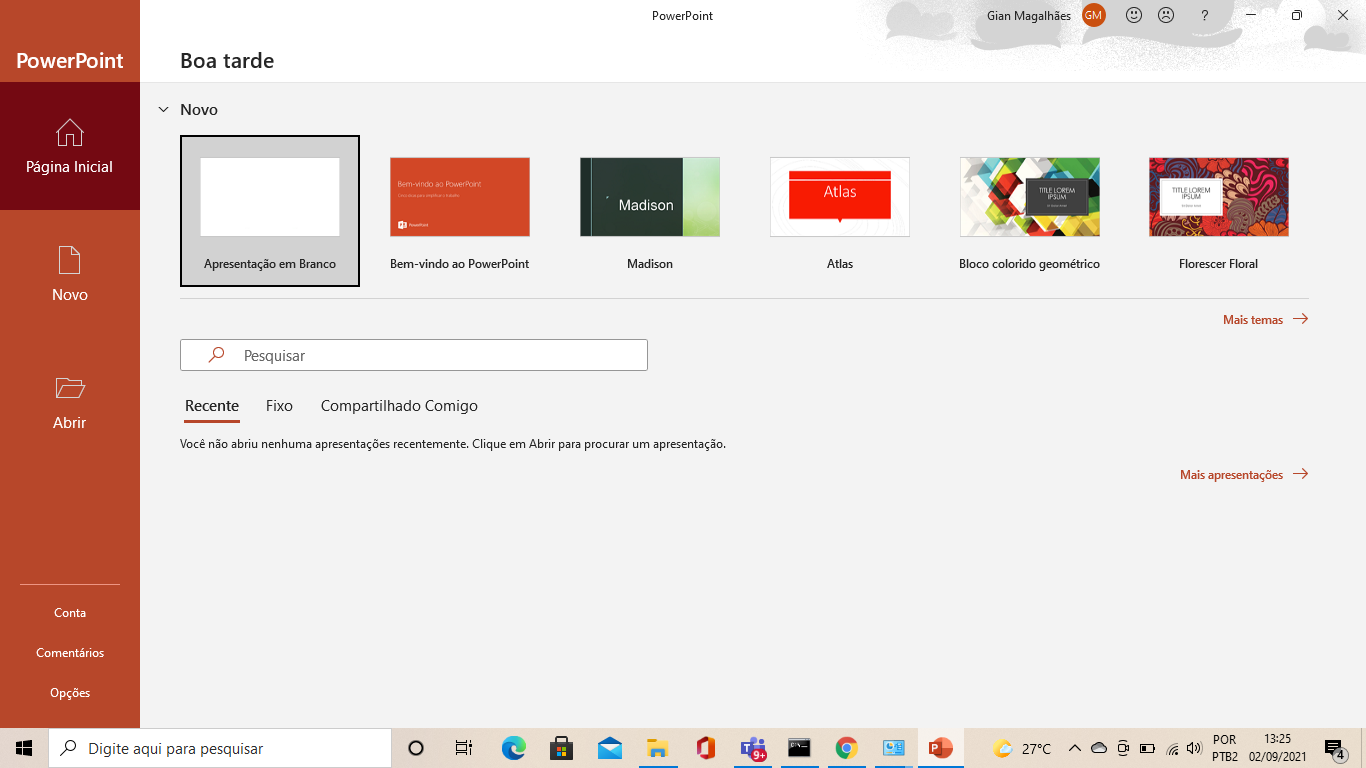 PowerPoint
Gian Magalhães
GM
?
PowerPoint
Boa tarde
Novo
Página Inicial
Novo
Abrir
Bem-vindo ao PowerPoint
PowerPoint
Madison
Atlas
TITLE LOREM
IPSUM
TITLE LOREM
IPSUM
Apresentação em Branco
Bem-vindo ao PowerPoint
Madison
Atlas
Bloco colorido geométrico
Florescer Floral
Mais temas
Pesquisar
Recente
Fixo
Compartilhado Comigo
Você não abriu nenhuma apresentações recentemente. Clique em Abrir para procurar um apresentação.
Mais apresentações
Conta
Comentários
Opções
Digite aqui para pesquisar
9+
27°C
POR
PTB2
13:25
02/09/2021
4